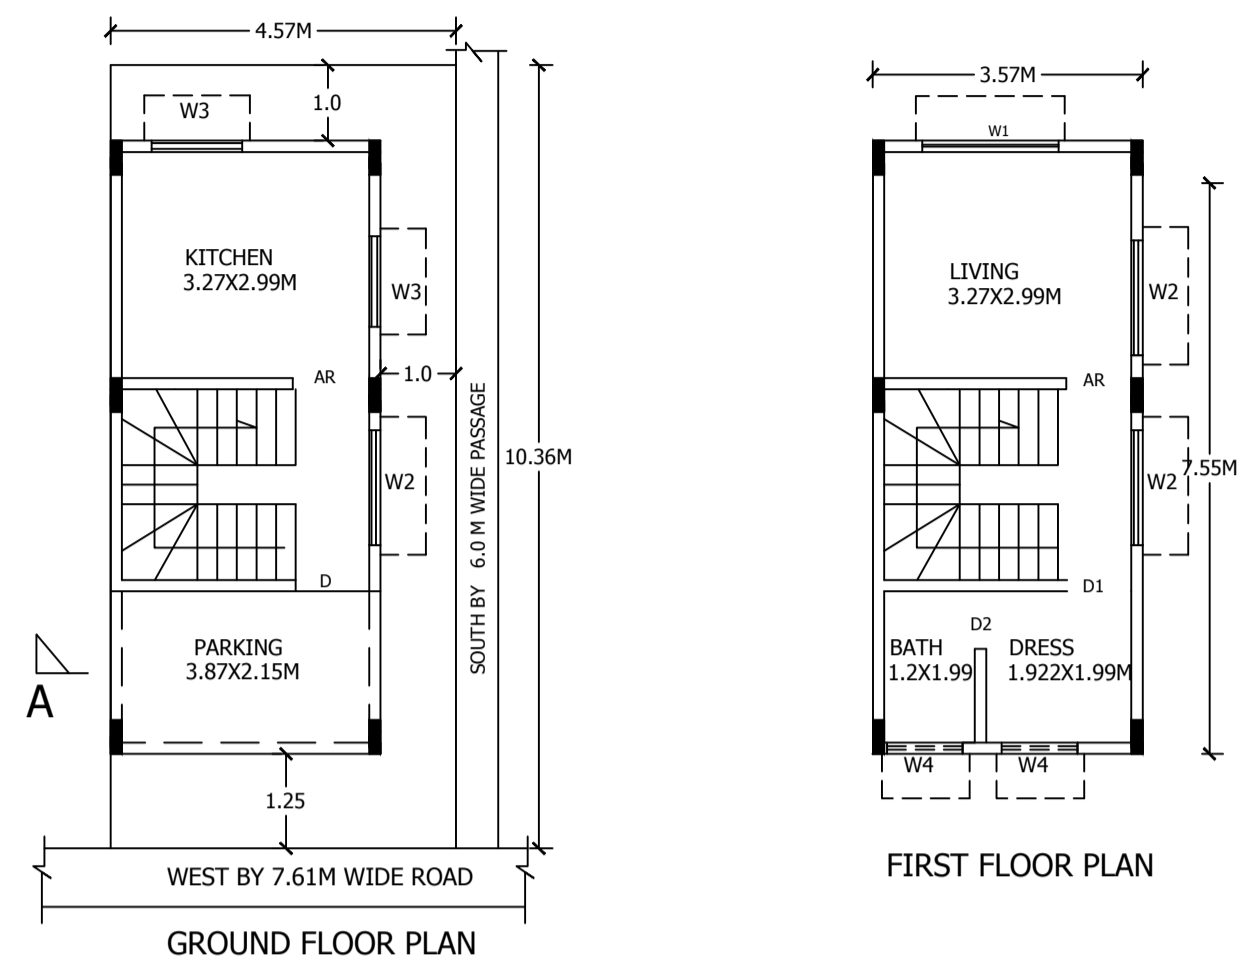 4.57M
W3
1.0
KITCHEN
3.27X2.99M
W3
AR
1.0
W2
SOUTH BY 6.0 M WIDE PASSAGE
10.36M
D
PARKING
3.87X2.15M
A
1.25
WEST BY 7.61M WIDE ROAD
GROUND FLOOR PLAN
3.57M
W1
LIVING
3.27X2.99M
W2
AR
W2
7.55M
D1
D2
BATH
1.2X1.99
DRESS
1.922X1.99M
W4
W4
FIRST FLOOR PLAN